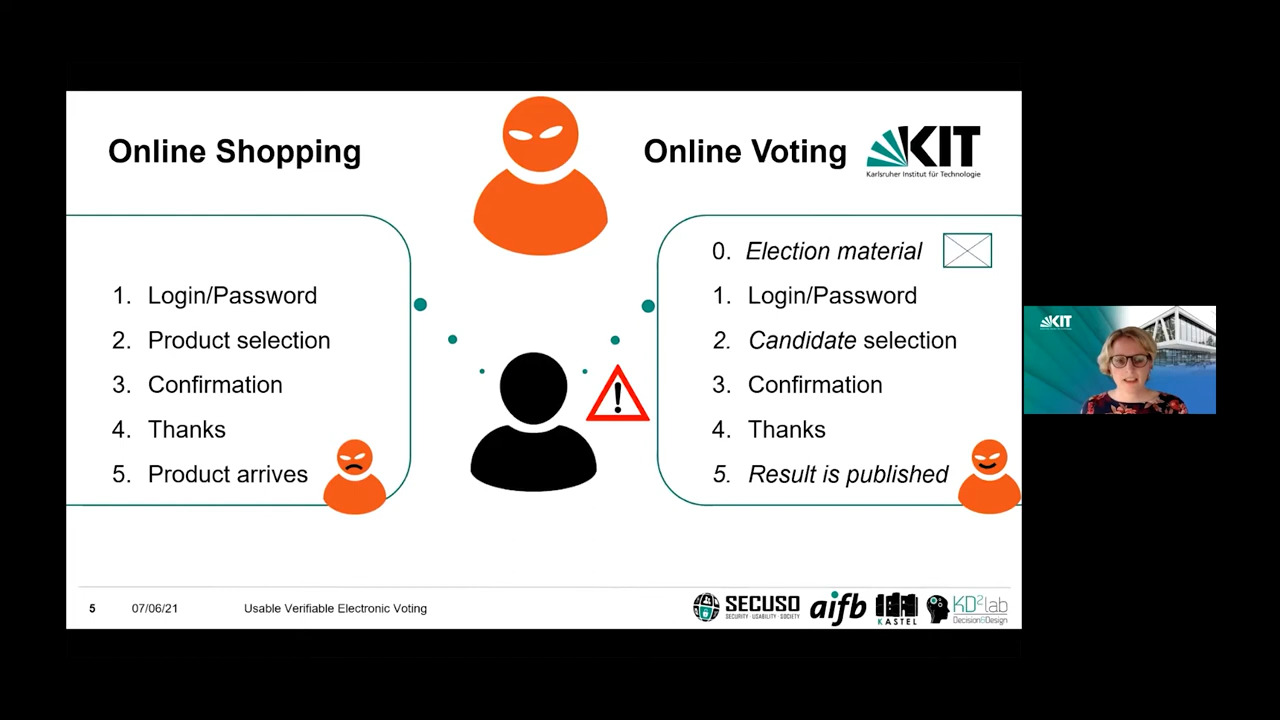 Online Shopping
Online Voting
KIT
Karlsruher Institut für Technologie
1. Login/Password
2. Product selection
3. Confirmation
4. Thanks
5. Product arrives
0. Election material
1. Login/Password
2. Candidate selection
3. Confirmation
4. Thanks
5. Result is published
!
5
07/06/21
Usable Verifiable Electronic Voting
SECUSO
SECURITY · USABILITY · SOCIETY
aifb
KASTEL
KD²lab
Decision&Design
KIT